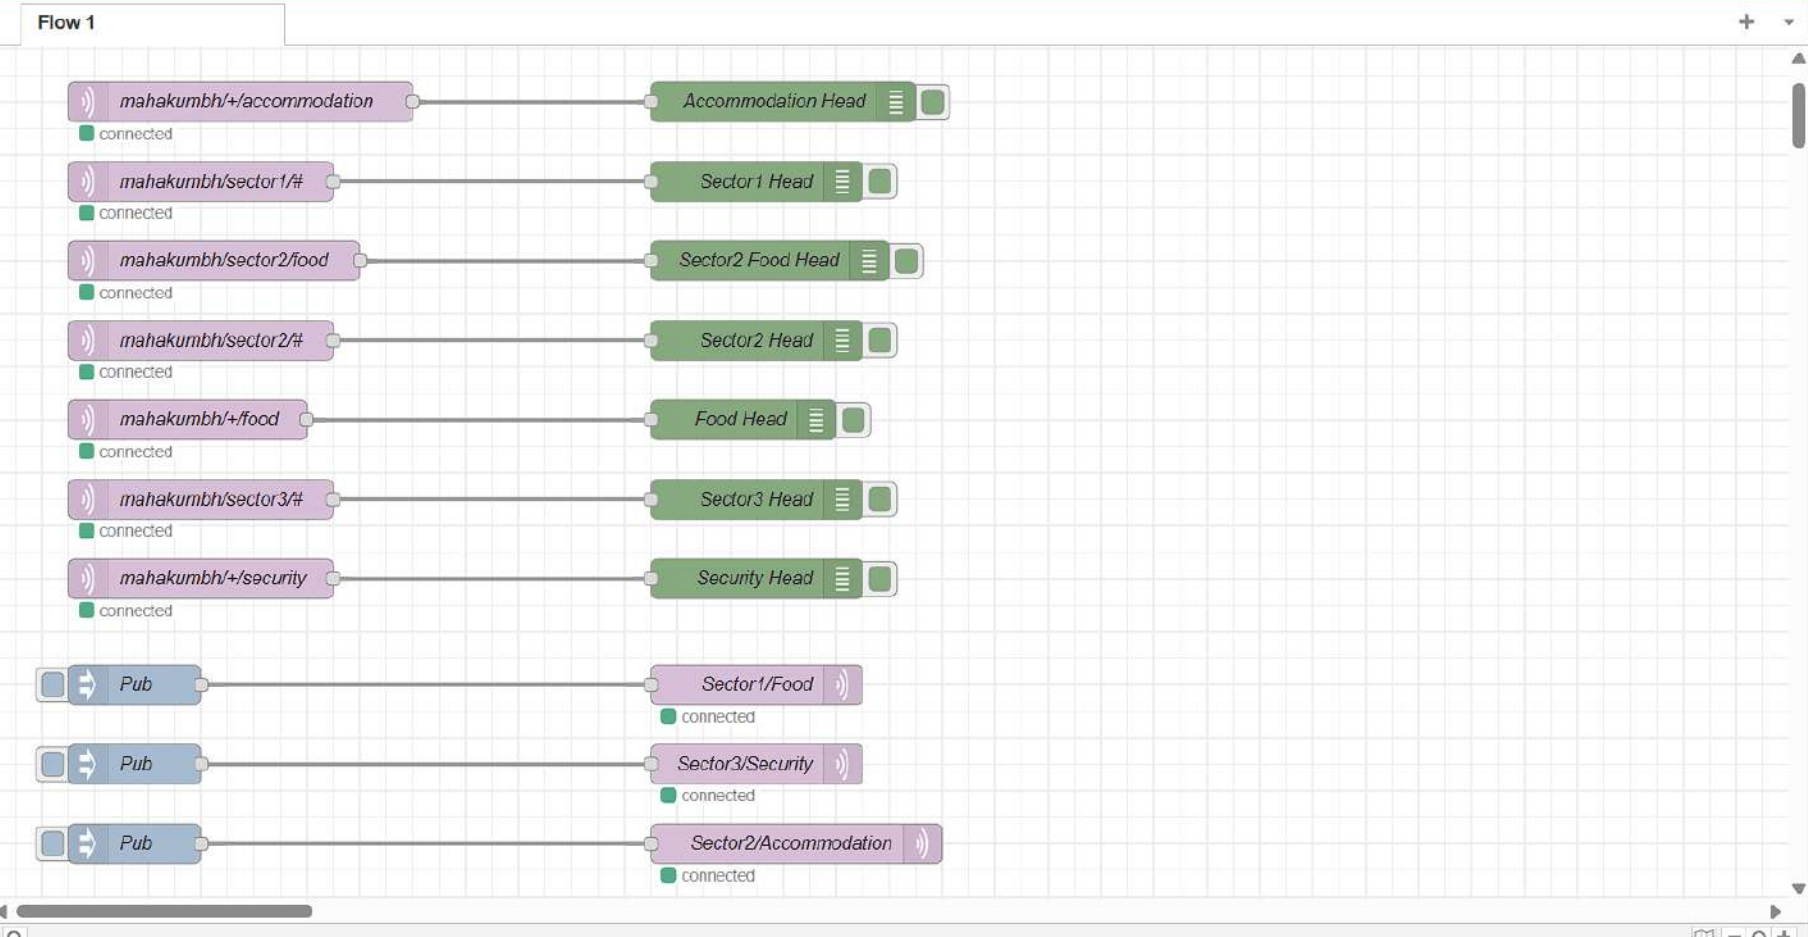 Flow 1
mahakumbh/+/accommodation
Accommodation Head
connected
mahakumbh/sector1/#
Sector1 Head
connected
mahakumbh/sector2/food
Sector2 Food Head
connected
mahakumbh/sector2/#
Sector2 Head
connected
mahakumbh/+/food
Food Head
connected
mahakumbh/sector3/#
Sector3 Head
connected
mahakumbh/+/security
Security Head
connected
Pub
Sector1/Food
connected
Pub
Sector3/Security
connected
Pub
Sector2/Accommodation
connected